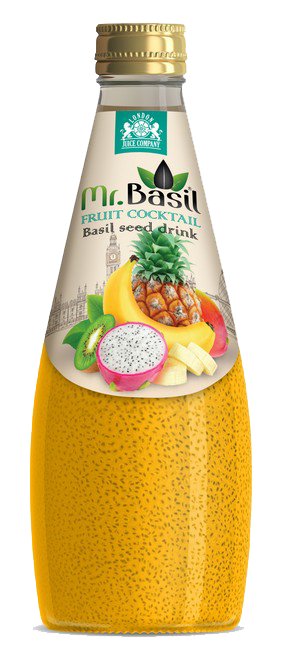 LONDON
JUICE COMPANY
Mr.Basil
FRUIT COCKTAIL
Basil seed drink